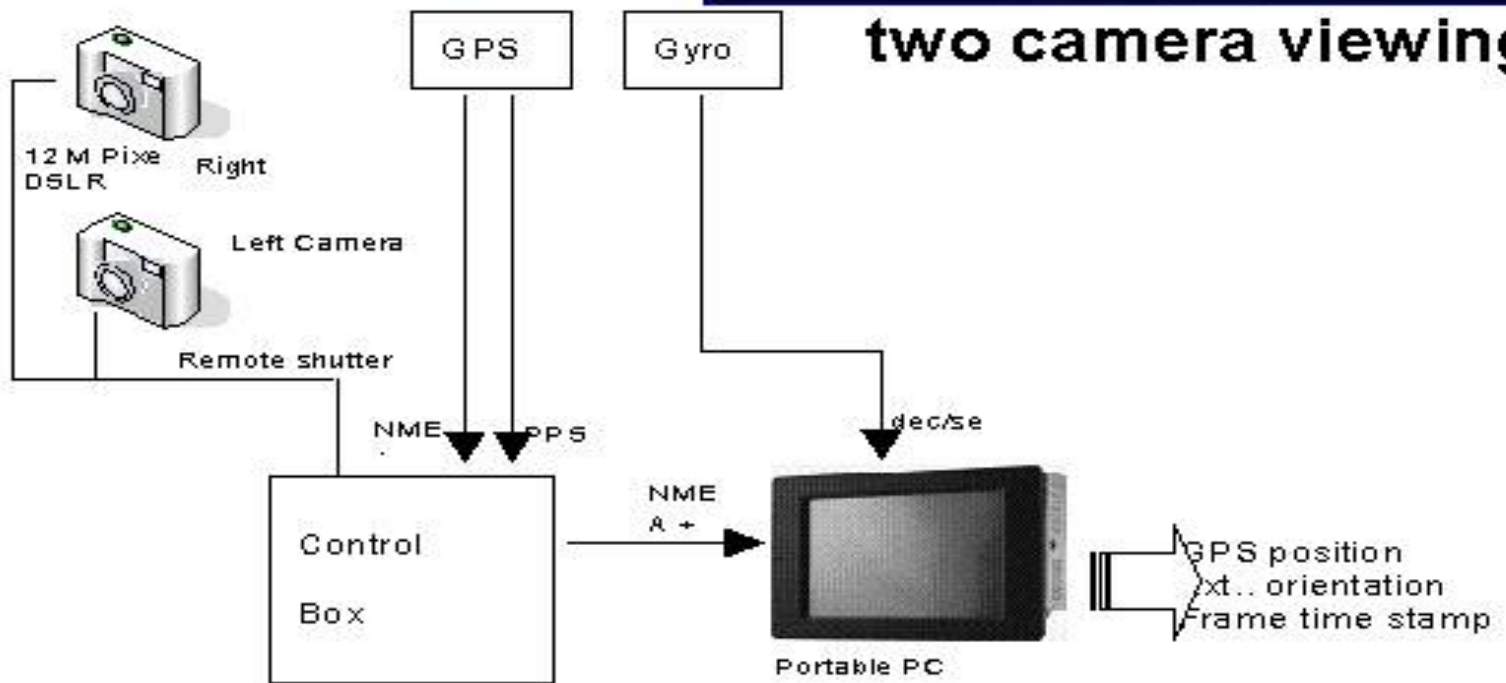 two camera viewing
GPS
Gyro
12 M Pixe
DSLR
Right
Left Camera
Remote shutter
NME
.
PPS
dec/se
NME
A +
Control
Box
GPS position
xt.. orientation
Frame time stamp
Portable PC